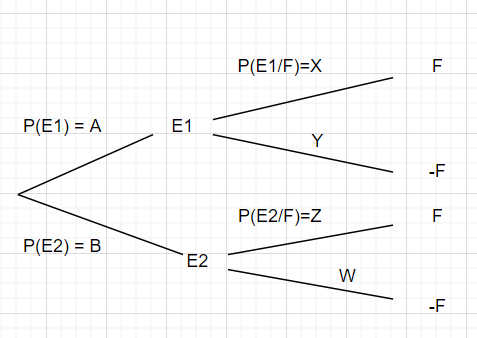 P(E1/F)=X
F
P(E1) = A
E1
Y
-F
P(E2/F)=Z
F
P(E2) = B
E2
W
-F